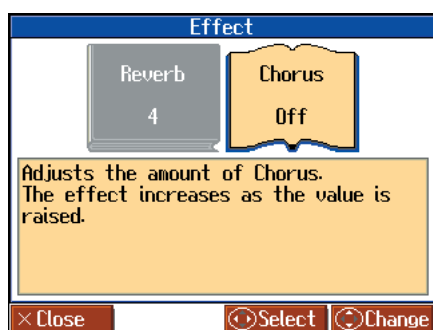 Effect
Reverb
4
Chorus
Off
Adjusts the amount of Chorus.
The effect increases as the value is
raised.
× Close
Select
Change